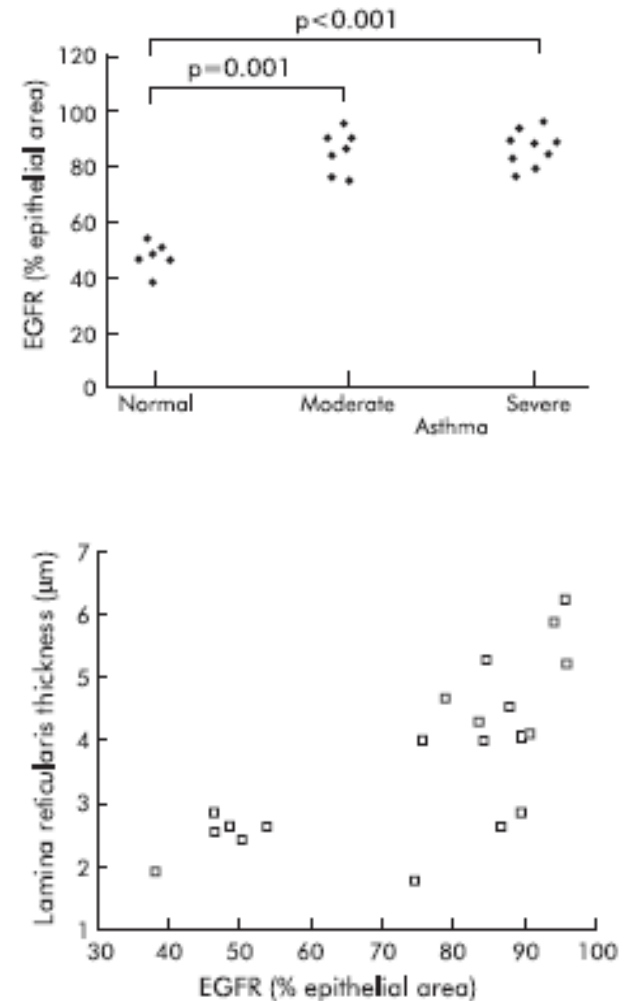 p<0.001
p=0.001
120
100
80
60
40
20
0
EGFR (% epithelial area)
Normal Moderate Severe
Asthma
7
6
5
4
3
2
1
Lamina reticularis thickness (μm)
30 40 50 60 70 80 90 100
EGFR (% epithelial area)